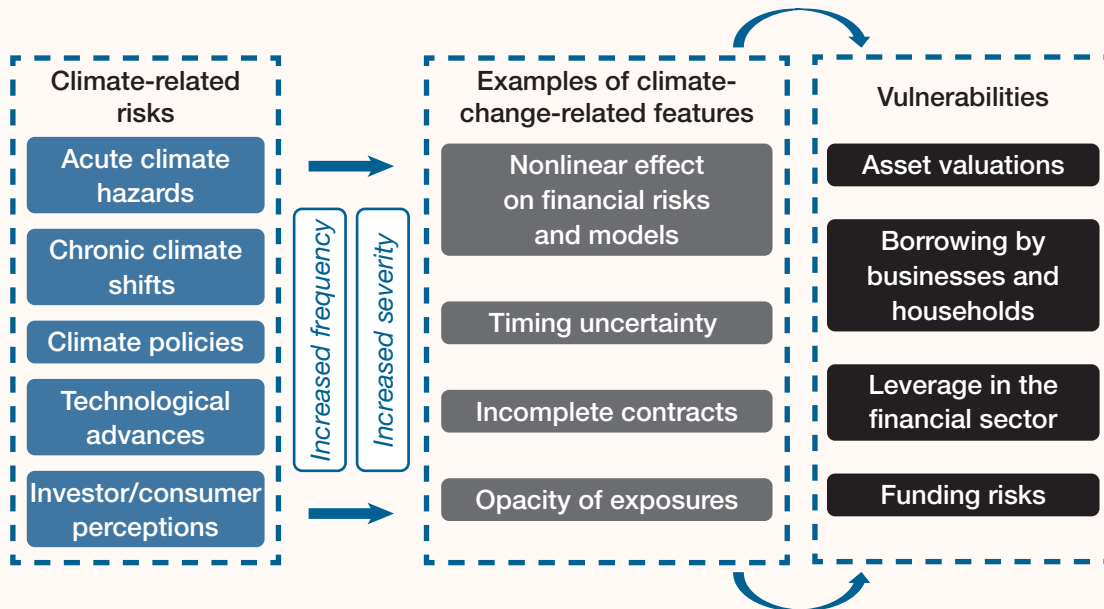 Climate-related
risks
Acute climate
hazards
Chronic climate
shifts
Climate policies
Technological
advances
Investor/consumer
perceptions
Increased frequency
Increased severity
Examples of climate-
change-related features
Nonlinear effect
on financial risks
and models
Timing uncertainty
Incomplete contracts
Opacity of exposures
Vulnerabilities
Asset valuations
Borrowing by
businesses and
households
Leverage in the
financial sector
Funding risks